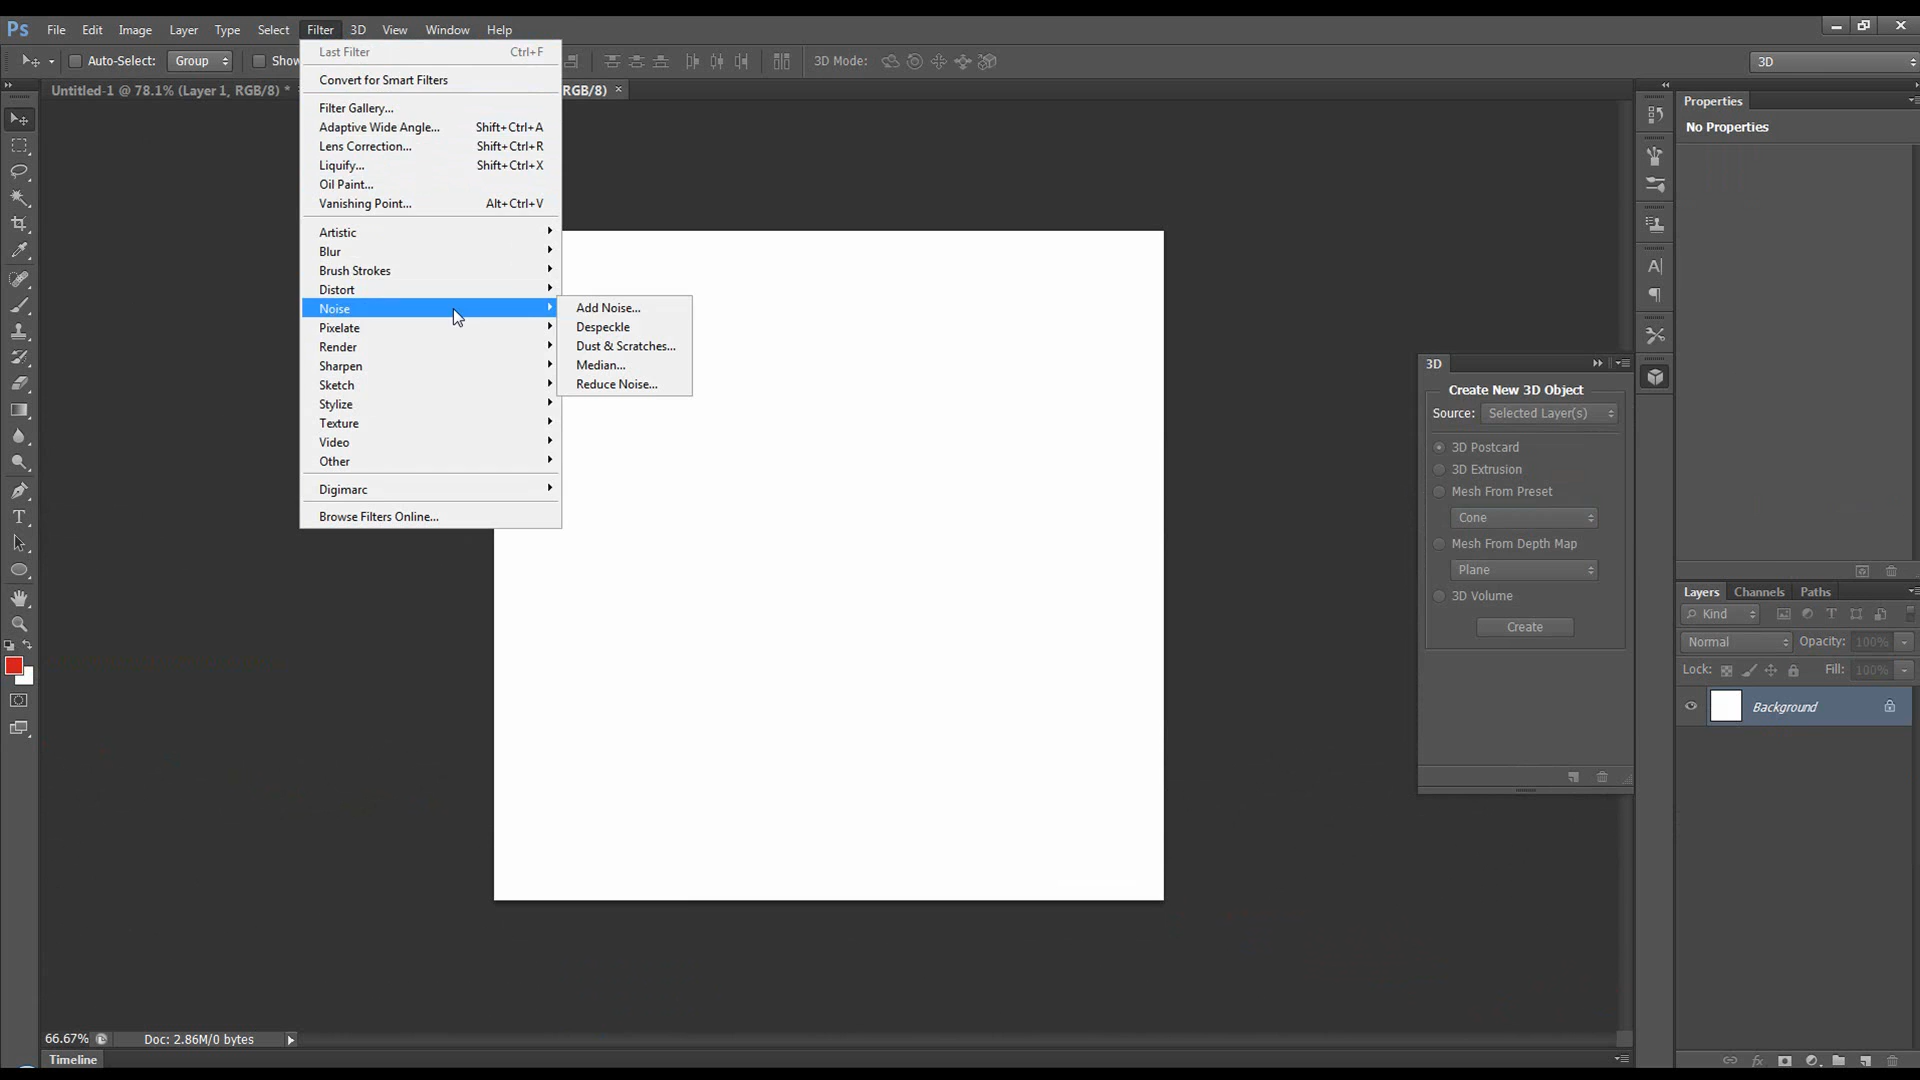 Ps File Edit Image Layer Type Select Filter 3D View Window Help
Auto-Select: Group Show
3D Mode: 3D
Untitled-1 @ 78.1% (Layer 1, RGB/8) * RGB/8) ×
Last Filter Ctrl+F
Convert for Smart Filters
Filter Gallery...
Adaptive Wide Angle... Shift+Ctrl+A
Lens Correction... Shift+Ctrl+R
Liquify... Shift+Ctrl+X
Oil Paint...
Vanishing Point... Alt+Ctrl+V
Artistic
Blur
Brush Strokes
Distort
Noise
Pixelate
Render
Sharpen
Sketch
Stylize
Texture
Video
Other
Digimarc
Browse Filters Online...
Add Noise...
Despeckle
Dust & Scratches...
Median...
Reduce Noise...
3D
Create New 3D Object
Source: Selected Layer(s)
3D Postcard
3D Extrusion
Mesh From Preset
Cone
Mesh From Depth Map
Plane
3D Volume
Create
Properties
No Properties
Layers Channels Paths
Kind
Normal Opacity: 100%
Lock: Fill: 100%
Background
66.67% Doc: 2.86M/0 bytes
Timeline